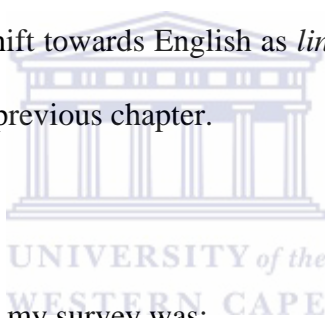 hift towards English as lin
previous chapter.
UNIVERSITY of the
WESTERN CAPE
my survey was: